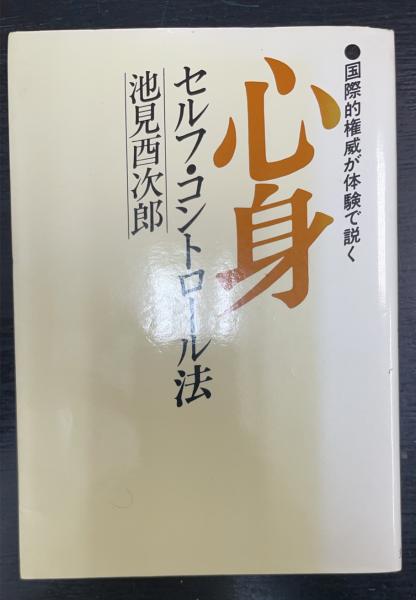 ●国際的権威が体験で説く
心身
セルフ・コントロール法
池見酉次郎